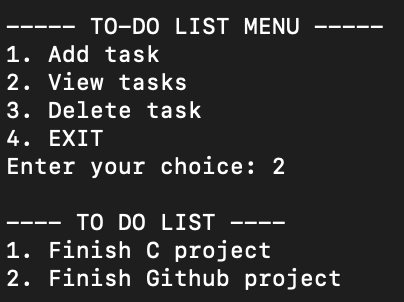 ----- TO-DO LIST MENU -----
1. Add task
2. View tasks
3. Delete task
4. EXIT
Enter your choice: 2
---- TO DO LIST ----
1. Finish C project
2. Finish Github project